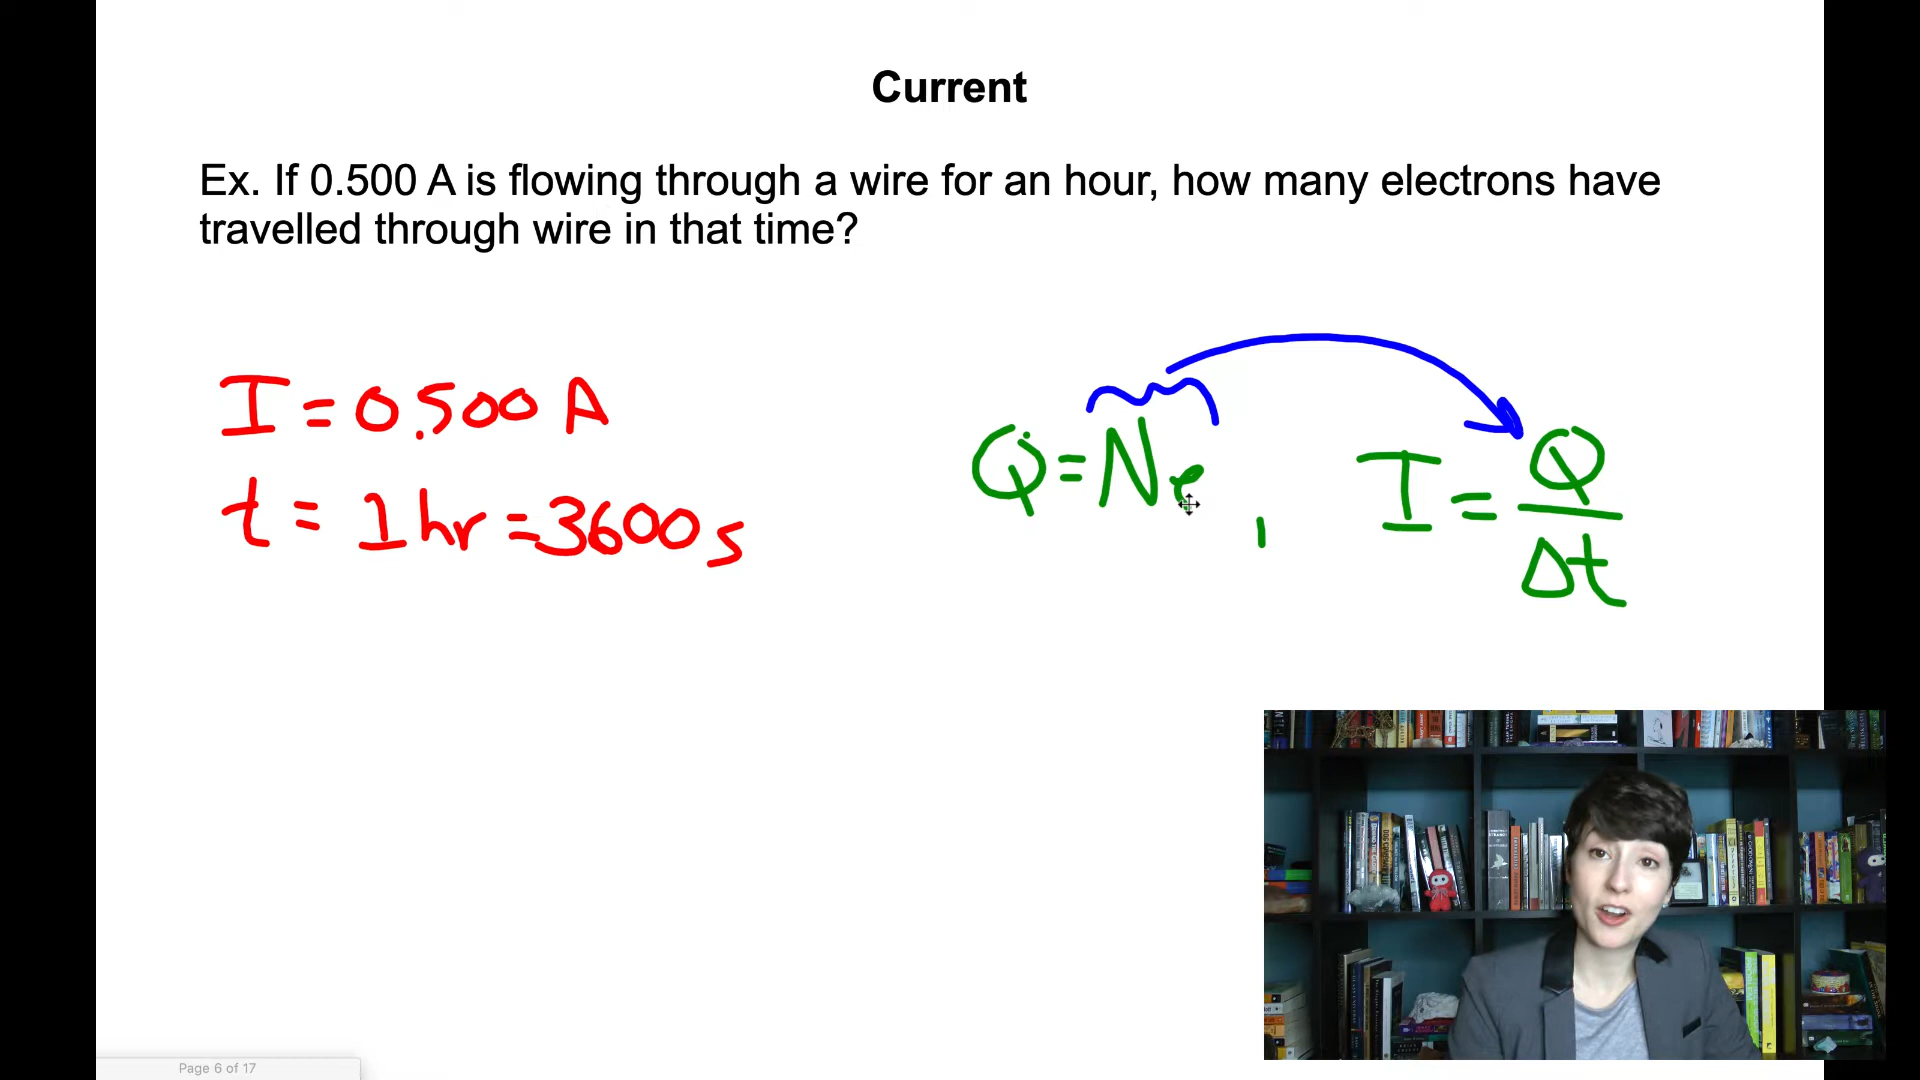 Current
Ex. If 0.500 A is flowing through a wire for an hour, how many electrons have
travelled through wire in that time?
I = 0.500 A
t = 1 hr = 3600 s
Q = Ne , I = Q / Δt
Page 6 of 17